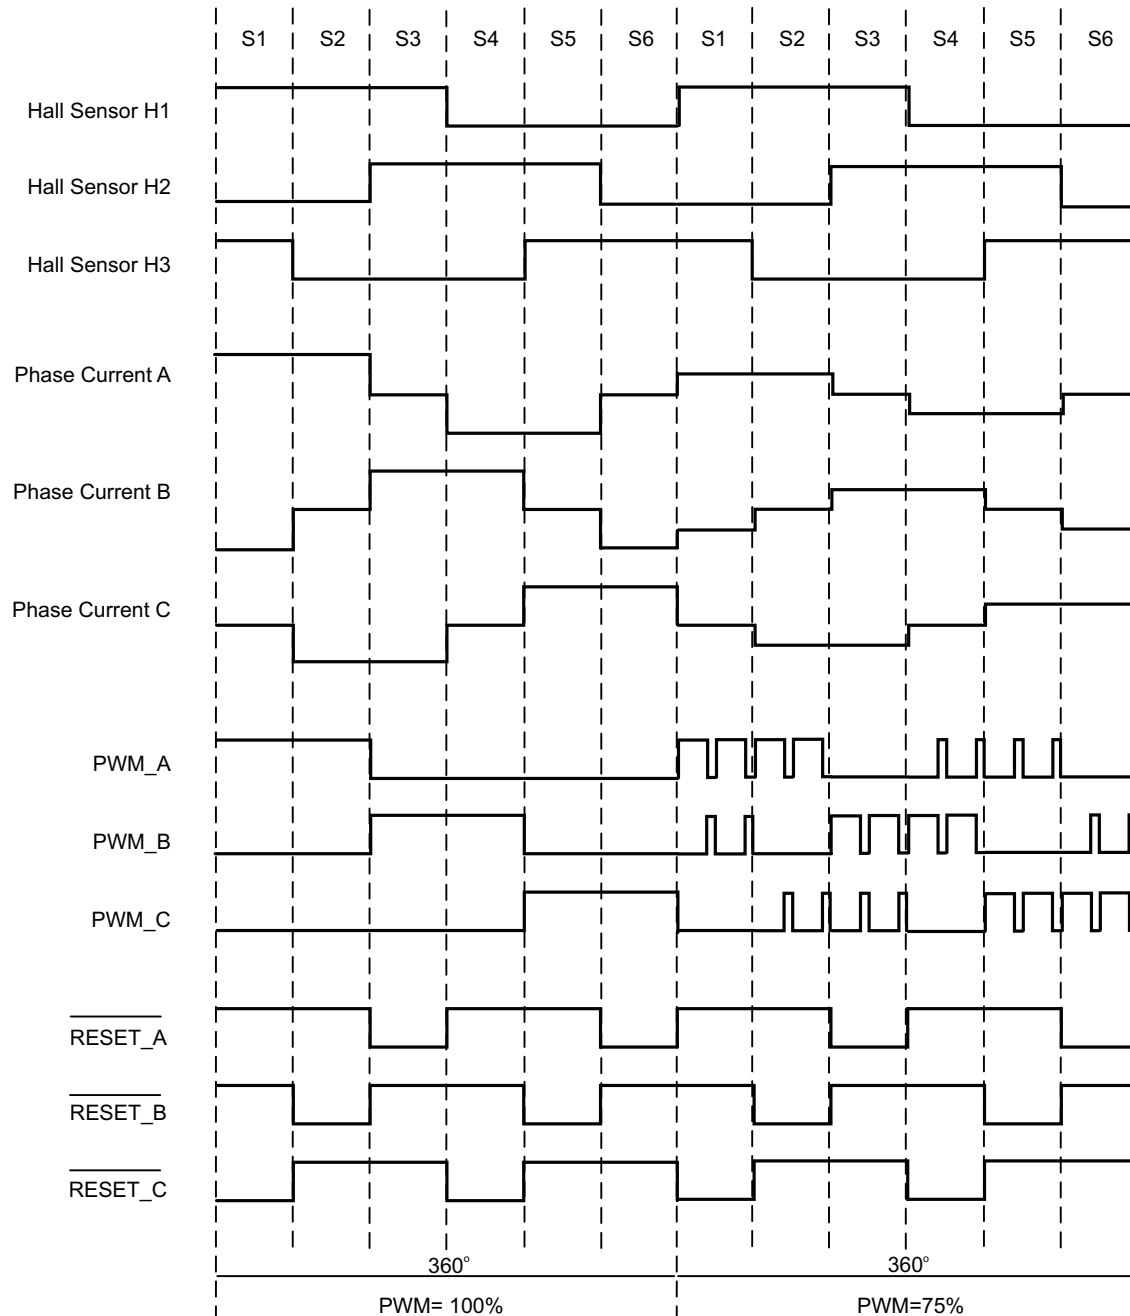 S1 S2 S3 S4 S5 S6 S1 S2 S3 S4 S5 S6
Hall Sensor H1
Hall Sensor H2
Hall Sensor H3
Phase Current A
Phase Current B
Phase Current C
PWM_A
PWM_B
PWM_C
RESET_A
RESET_B
RESET_C
360° 360°
PWM= 100% PWM=75%